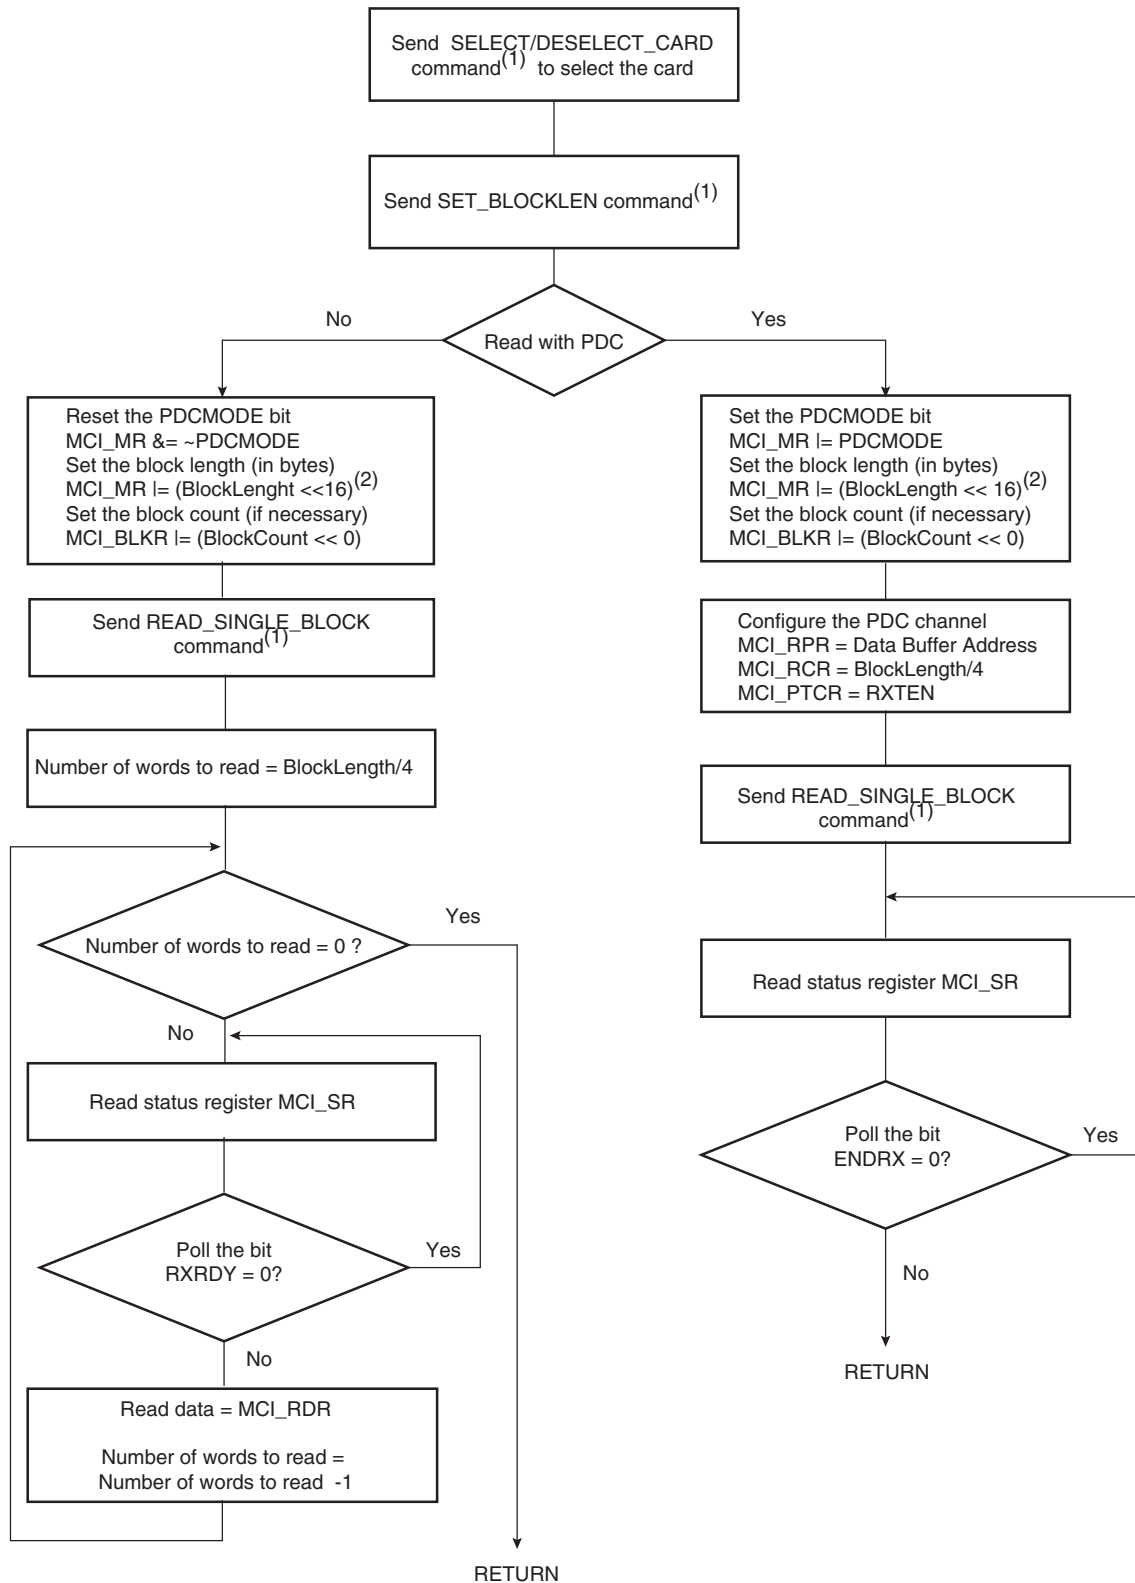 Send  SELECT/DESELECT_CARD
command(1) to select the card
Send SET_BLOCKLEN command(1)
Read with PDC
No
Yes
Reset the PDCMODE bit
MCI_MR &= ~PDCMODE
Set the block length (in bytes)
MCI_MR |= (BlockLenght <<16)(2)
Set the block count (if necessary)
MCI_BLKR |= (BlockCount << 0)
Send READ_SINGLE_BLOCK
command(1)
Number of words to read = BlockLength/4
Number of words to read = 0 ?
Yes
No
Read status register MCI_SR
Poll the bit
RXRDY = 0?
Yes
No
Read data = MCI_RDR
Number of words to read =
Number of words to read  -1
RETURN
Set the PDCMODE bit
MCI_MR |= PDCMODE
Set the block length (in bytes)
MCI_MR |= (BlockLength << 16)(2)
Set the block count (if necessary)
MCI_BLKR |= (BlockCount << 0)
Configure the PDC channel
MCI_RPR = Data Buffer Address
MCI_RCR = BlockLength/4
MCI_PTCR = RXTEN
Send READ_SINGLE_BLOCK
command(1)
Read status register MCI_SR
Poll the bit
ENDRX = 0?
Yes
No
RETURN